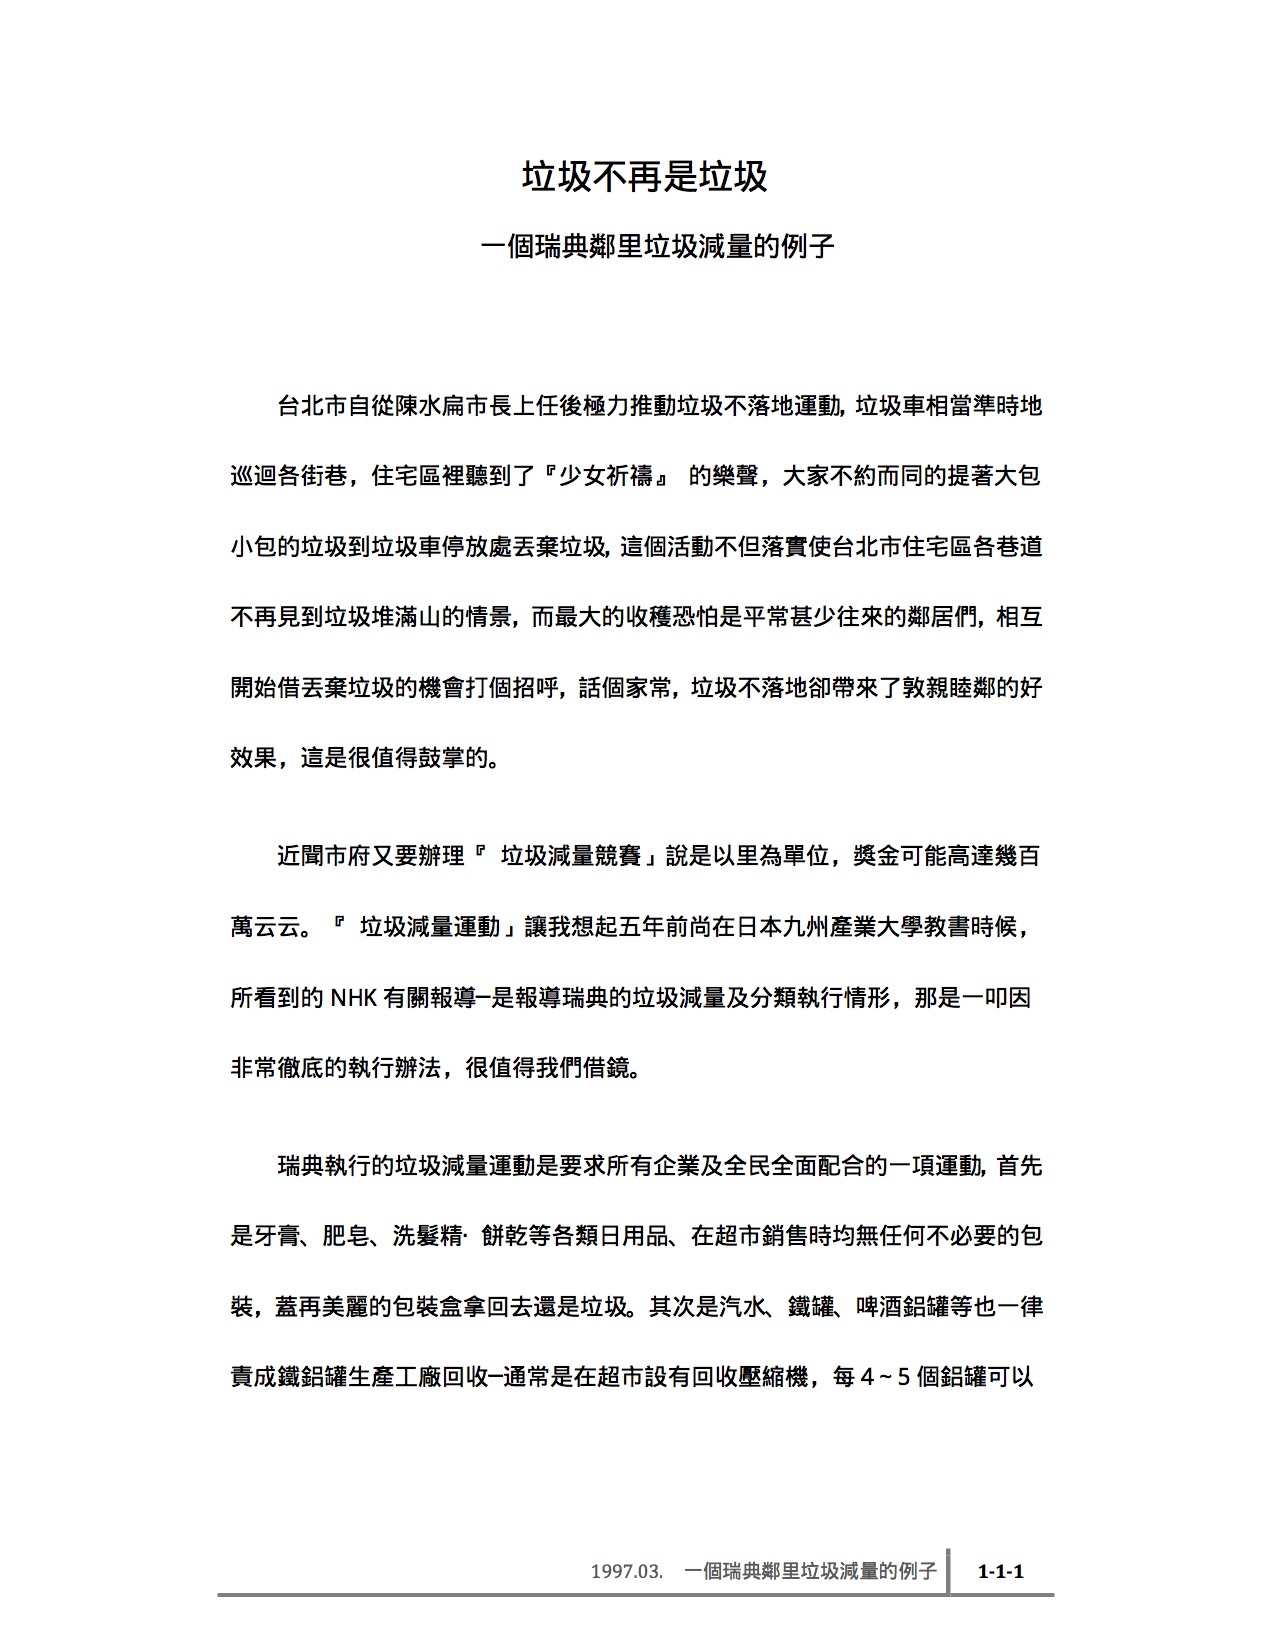 垃圾不再是垃圾
一個瑞典鄰里垃圾減量的例子
台北市自從陳水扁市長上任後極力推動垃圾不落地運動, 垃圾車相當準時地
巡迴各街巷，住宅區裡聽到了『少女祈禱』 的樂聲，大家不約而同的提著大包
小包的垃圾到垃圾車停放處丟棄垃圾, 這個活動不但落實使台北市住宅區各巷道
不再見到垃圾堆滿山的情景，而最大的收穫恐怕是平常甚少往來的鄰居們，相互
開始借丟棄垃圾的機會打個招呼，話個家常，垃圾不落地卻帶來了敦親睦鄰的好
效果，這是很值得鼓掌的。
近聞市府又要辦理『 垃圾減量競賽」說是以里為單位，獎金可能高達幾百
萬云云。『 垃圾減量運動」讓我想起五年前尚在日本九州產業大學教書時候，
所看到的 NHK 有關報導─是報導瑞典的垃圾減量及分類執行情形，那是一叩因
非常徹底的執行辦法，很值得我們借鏡。
瑞典執行的垃圾減量運動是要求所有企業及全民全面配合的一項運動, 首先
是牙膏、肥皂、洗髮精· 餅乾等各類日用品、在超市銷售時均無任何不必要的包
裝，蓋再美麗的包裝盒拿回去還是垃圾。其次是汽水、鐵罐、啤酒鋁罐等也一律
責成鐵鋁罐生產工廠回收─通常是在超市設有回收壓縮機，每 4 ~ 5 個鋁罐可以
1997.03. 一個瑞典鄰里垃圾減量的例子 1-1-1